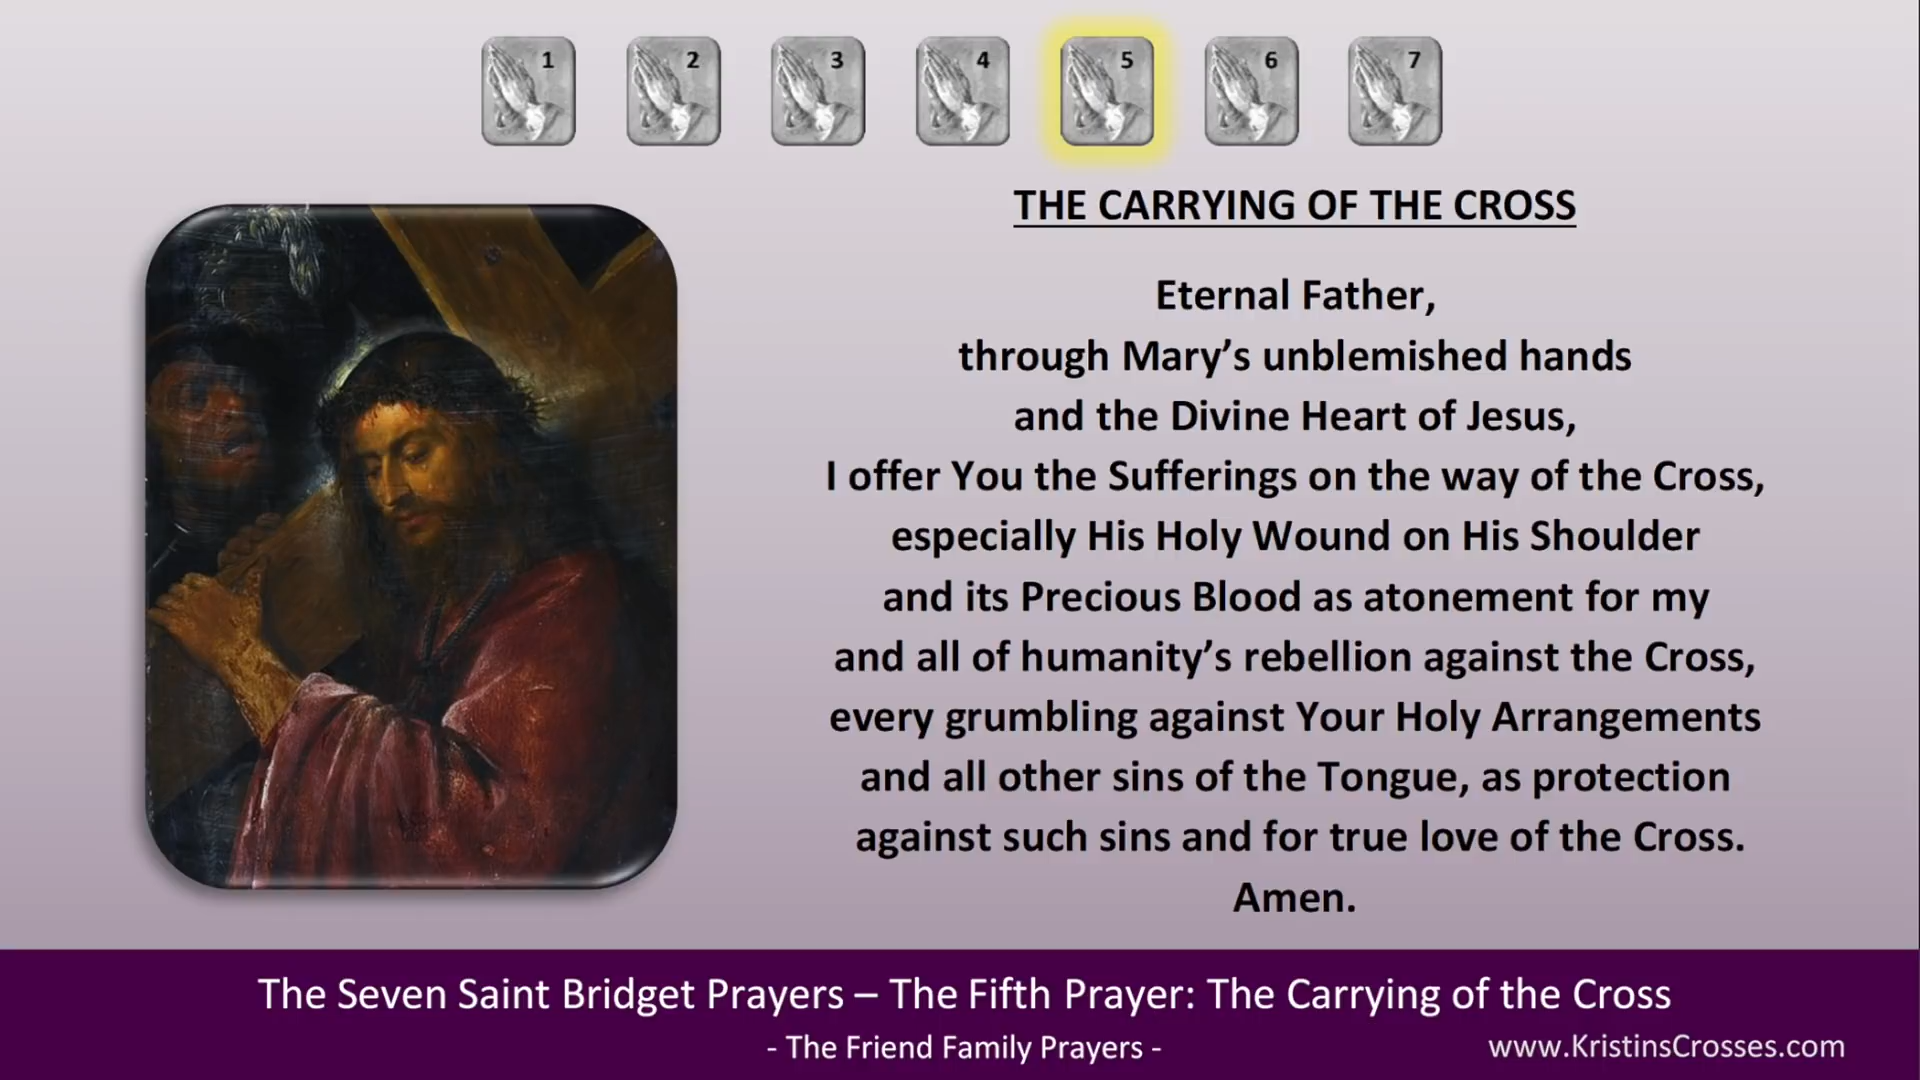 1 2 3 4 5 6 7
THE CARRYING OF THE CROSS
Eternal Father,
through Mary’s unblemished hands
and the Divine Heart of Jesus,
I offer You the Sufferings on the way of the Cross,
especially His Holy Wound on His Shoulder
and its Precious Blood as atonement for my
and all of humanity’s rebellion against the Cross,
every grumbling against Your Holy Arrangements
and all other sins of the Tongue, as protection
against such sins and for true love of the Cross.
Amen.
The Seven Saint Bridget Prayers – The Fifth Prayer: The Carrying of the Cross
- The Friend Family Prayers -
www.KristinsCrosses.com